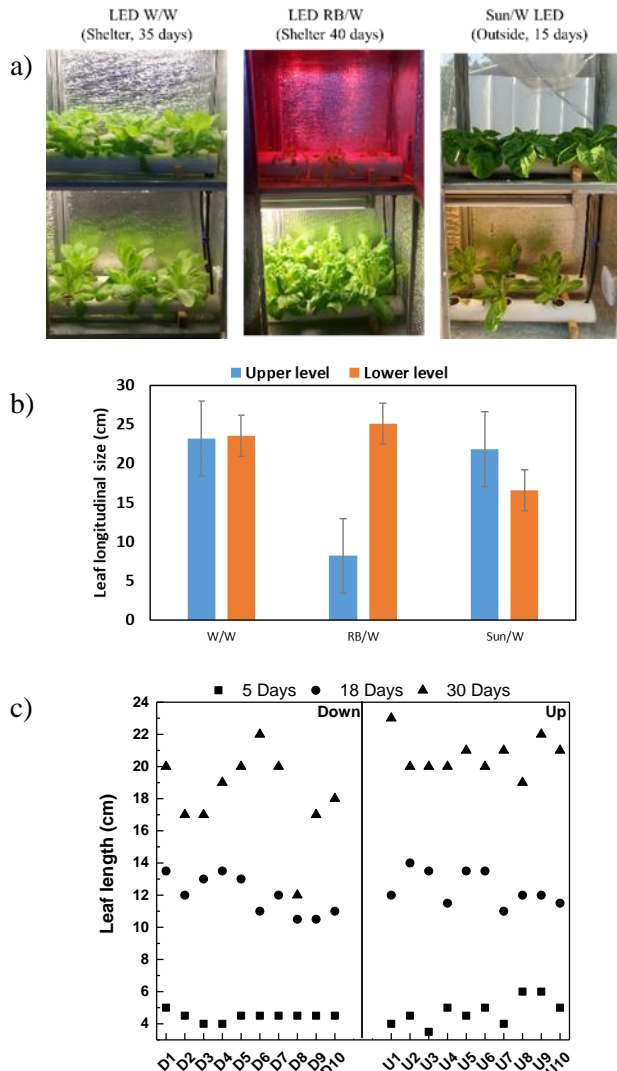 LED W/W
(Shelter, 35 days)
LED RB/W
(Shelter 40 days)
Sun/W LED
(Outside, 15 days)
a)
b)
Upper level
Lower level
30
25
20
15
10
5
0
Leaf longitudinal size (cm)
W/W
RB/W
Sun/W
c)
5 Days
18 Days
30 Days
Down
Up
24
22
20
18
16
14
12
10
8
6
4
Leaf length (cm)
D1
D2
D3
D4
D5
D6
D7
D8
D9
D10
U1
U2
U3
U4
U5
U6
U7
U8
U9
U10